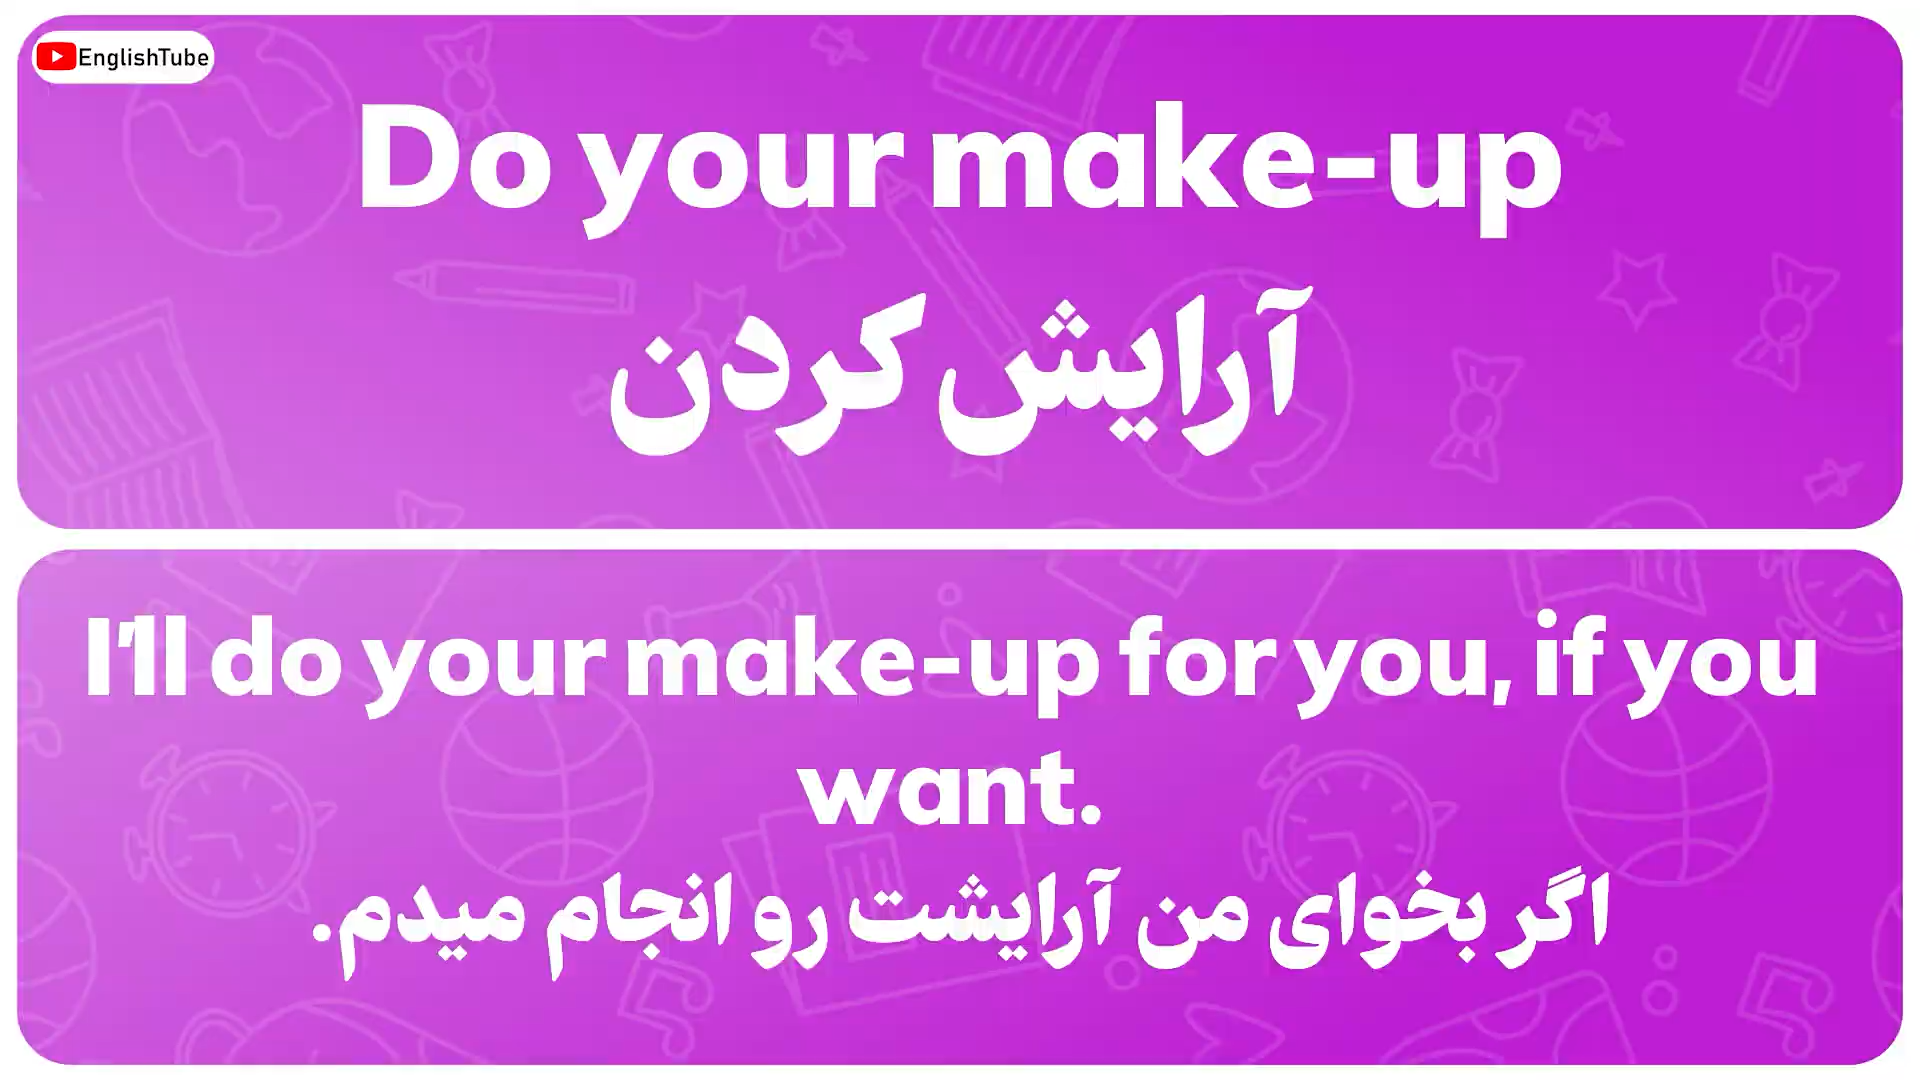 EnglishTube
Do your make-up
آرایش کردن
I'll do your make-up for you, if you
want.
اگر بخوای من آرایشت رو انجام میدم.